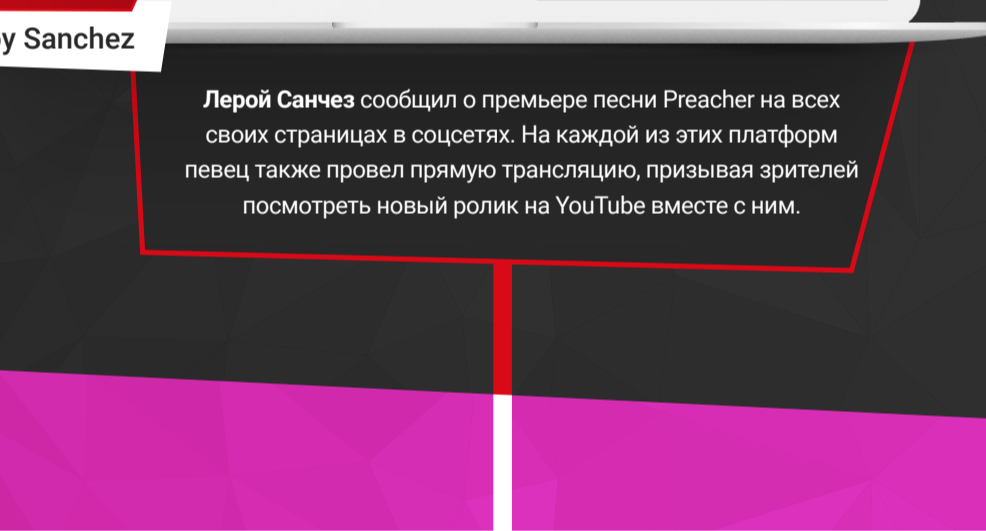 y Sanchez
Лерой Санчез сообщил о премьере песни Preacher на всех
своих страницах в соцсетях. На каждой из этих платформ
певец также провел прямую трансляцию, призывая зрителей
посмотреть новый ролик на YouTube вместе с ним.